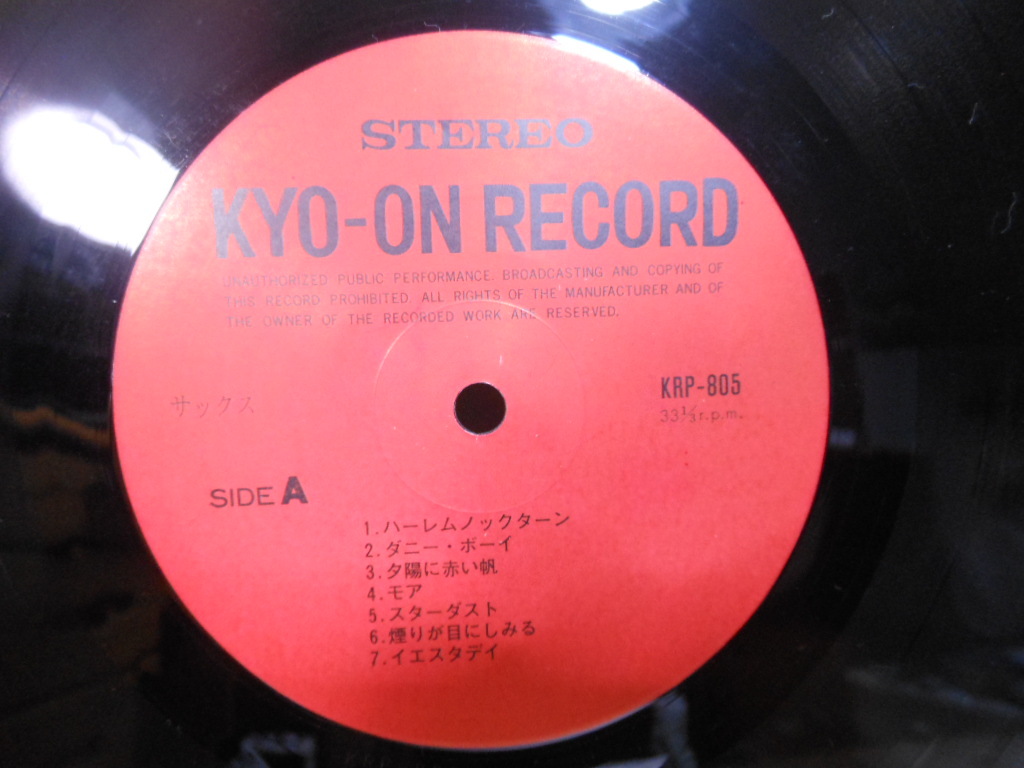 STEREO
KYO-ON RECORD
UNAUTHORIZED PUBLIC PERFORMANCE. BROADCASTING AND COPYING OF
THIS RECORD PROHIBITED. ALL RIGHTS OF THE MANUFACTURER AND OF
THE OWNER OF THE RECORDED WORK ARE RESERVED.
サックス
KRP-805
33⅓r.p.m.
SIDE A
1.ハーレムノックターン
2.ダニー・ボーイ
3.夕陽に赤い帆
4.モア
5.スターダスト
6.煙りが目にしみる
7.イエスタデイ